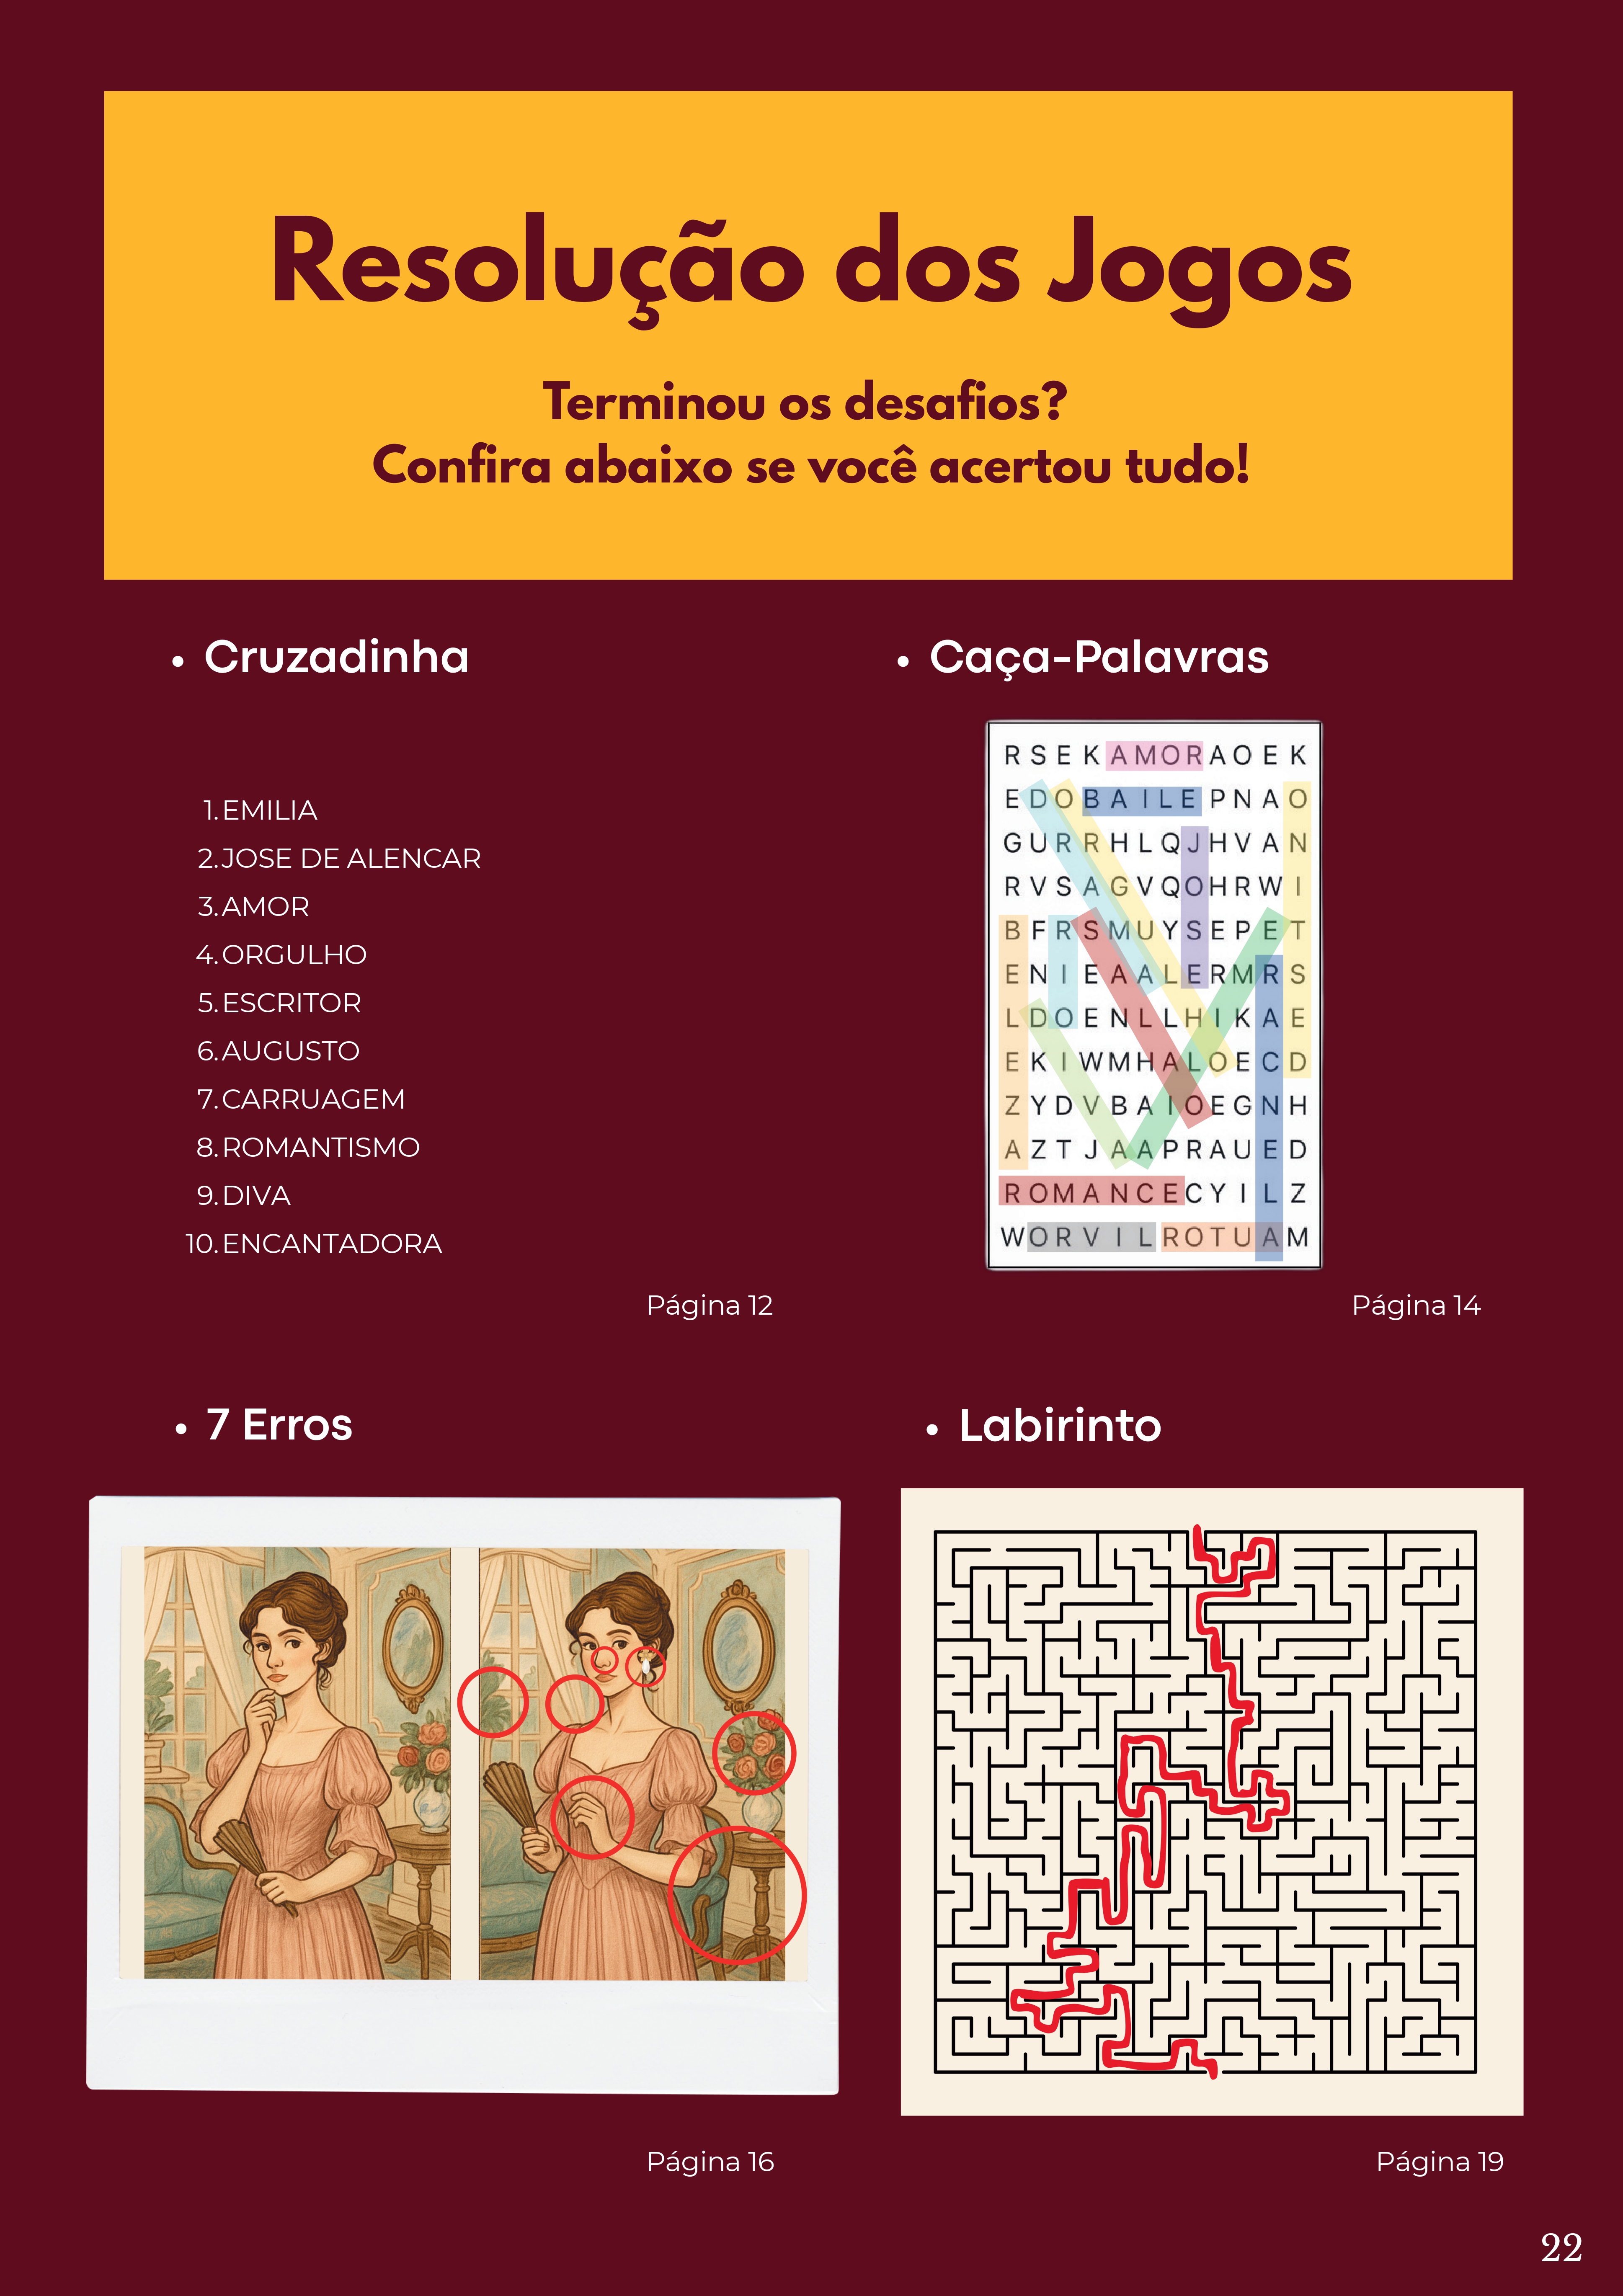 Resolução dos Jogos
Terminou os desafios?
Confira abaixo se você acertou tudo!
• Cruzadinha
1. EMILIA
2. JOSE DE ALENCAR
3. AMOR
4. ORGULHO
5. ESCRITOR
6. AUGUSTO
7. CARRUAGEM
8. ROMANTISMO
9. DIVA
10. ENCANTADORA
Página 12
• Caça-Palavras
R S E K A M O R A O E K
E D O B A I L E P N A O
G U R R H L Q J H V A N
R V S A G V Q O H R W I
B F R S M U Y S E P E T
E N I E A A L E R M R S
L D O E N L L H I K A E
E K I W M H A L O E C D
Z Y D V B A I O E G N H
A Z T J A A P R A U E D
R O M A N C E C Y I L Z
W O R V I L R O T U A M
Página 14
• 7 Erros
Página 16
• Labirinto
Página 19
22